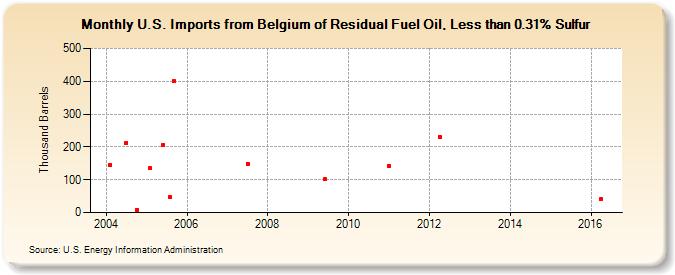 Monthly U.S. Imports from Belgium of Residual Fuel Oil, Less than 0.31% Sulfur
Thousand Barrels
500
400
300
200
100
0
2004 2006 2008 2010 2012 2014 2016
Source: U.S. Energy Information Administration